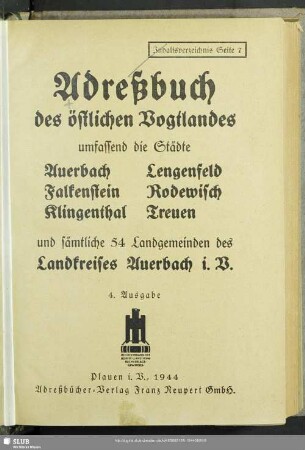 Inhaltsverzeichnis Seite 7
Adreßbuch
des östlichen Vogtlandes
umfassend die Städte
Auerbach Lengenfeld
Falkenstein Rodewisch
Klingenthal Treuen
und sämtliche 54 Landgemeinden des
Landkreises Auerbach i. V.
4. Ausgabe
Plauen i. V., 1944
Adreßbücher-Verlag Franz Neupert GmbH.
SLUB